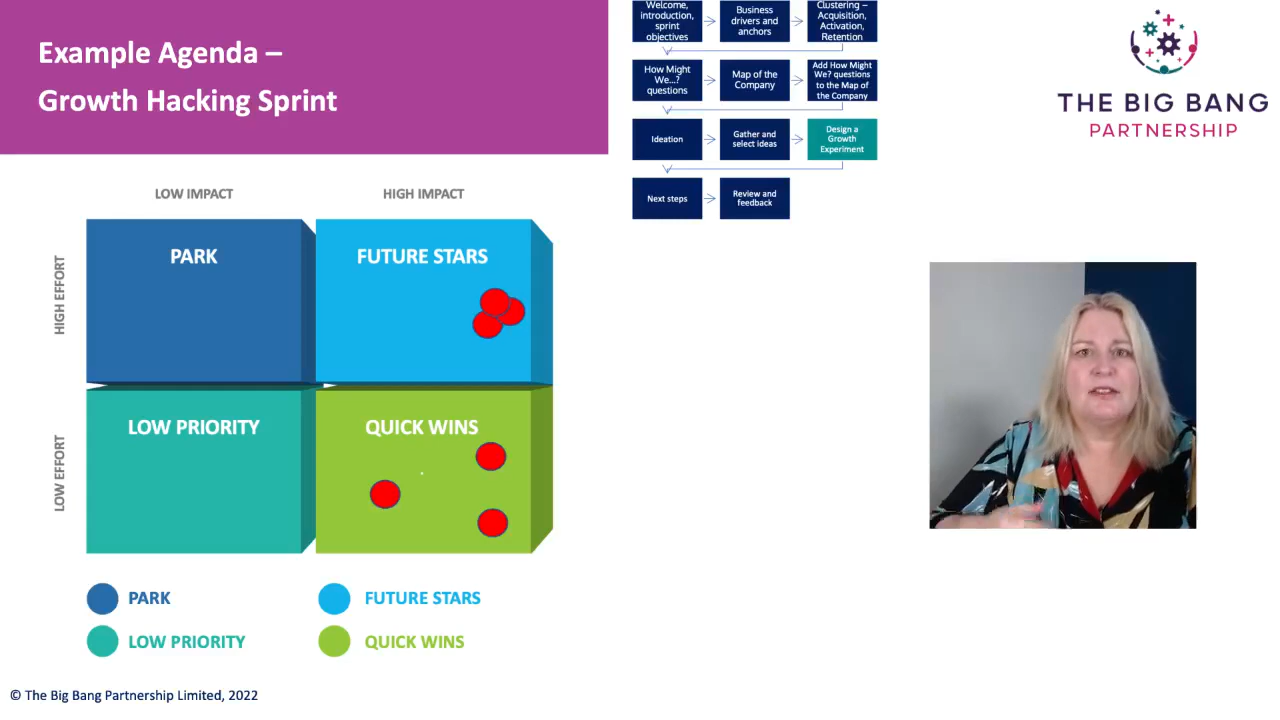 Example Agenda –
Growth Hacking Sprint
Welcome,
introduction,
sprint
objectives
Business
drivers and
anchors
Clustering –
Acquisition,
Activation,
Retention
How Might
We...?
questions
Map of the
Company
Add How Might
We? questions
to the Map of
the Company
Ideation
Gather and
select ideas
Design a
Growth
Experiment
Next steps
Review and
feedback
THE BIG BANG
PARTNERSHIP
LOW IMPACT
HIGH IMPACT
HIGH EFFORT
PARK
FUTURE STARS
LOW EFFORT
LOW PRIORITY
QUICK WINS
PARK
FUTURE STARS
LOW PRIORITY
QUICK WINS
© The Big Bang Partnership Limited, 2022